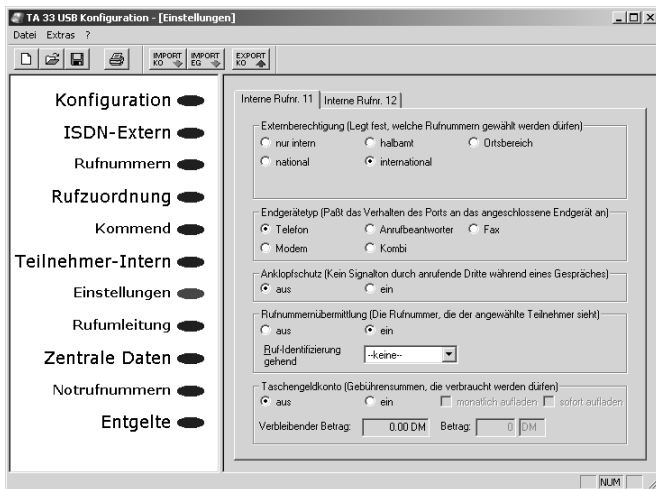 TA 33 USB Konfiguration - [Einstellungen]
Datei Extras ?
IMPORT KO IMPORT EG EXPORT KO
Konfiguration
ISDN-Extern
Rufnummern
Rufzuordnung
Kommend
Teilnehmer-Intern
Einstellungen
Rufumleitung
Zentrale Daten
Notrufnummern
Entgelte
Interne Rufnr. 11 Interne Rufnr. 12
Externberechtigung (Legt fest, welche Rufnummern gewählt werden dürfen)
nur intern halbamt Ortsbereich
national international
Endgerätetyp (Paßt das Verhalten des Ports an das angeschlossene Endgerät an)
Telefon Anrufbeantworter Fax
Modem Kombi
Anklopfschutz (Kein Signalton durch anrufende Dritte während eines Gespräches)
aus ein
Rufnummernübermittlung (Die Rufnummer, die der angewählte Teilnehmer sieht)
aus ein
Ruf-Identifizierung
gehend
--keine--
Taschengeldkonto (Gebührensummen, die verbraucht werden dürfen)
aus ein monatlich aufladen sofort aufladen
Verbleibender Betrag: 0.00 DM Betrag: 0 DM
NUM